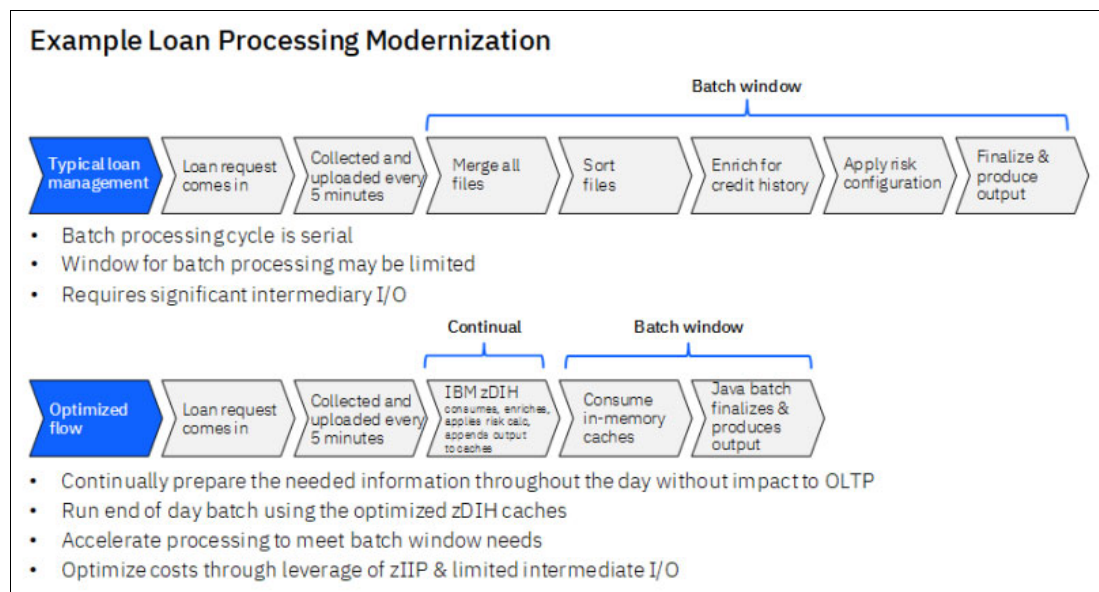 Example Loan Processing Modernization
Batch window
Typical loan
management
Loan request
comes in
Collected and
uploaded every
5 minutes
Merge all
files
Sort
files
Enrich for
credit history
Apply risk
configuration
Finalize &
produce
output
• Batch processing cycle is serial
• Window for batch processing may be limited
• Requires significant intermediary I/O
Continual
Batch window
Optimized
flow
Loan request
comes in
Collected and
uploaded every
5 minutes
IBM zDIH
consumes, enriches,
applies risk calc,
appends output
to caches
Consume
in-memory
caches
Java batch
finalizes &
produces
output
• Continually prepare the needed information throughout the day without impact to OLTP
• Run end of day batch using the optimized zDIH caches
• Accelerate processing to meet batch window needs
• Optimize costs through leverage of zIIP & limited intermediate I/O